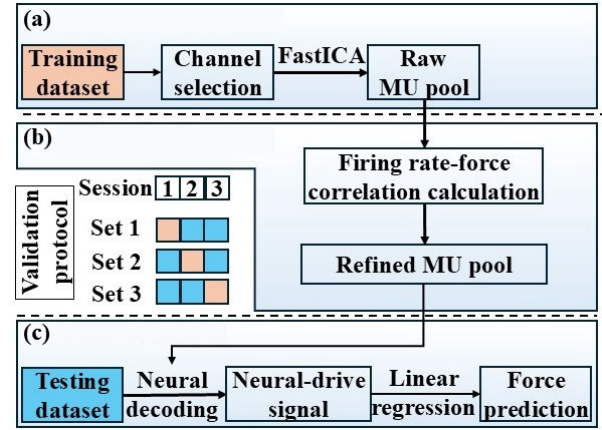 (a)
Training
dataset
Channel
selection
FastICA
Raw
MU pool
(b)
Validation
protocol
Session 1 2 3
Set 1
Set 2
Set 3
Firing rate-force
correlation calculation
Refined MU pool
(c)
Testing
dataset
Neural
decoding
Neural-drive
signal
Linear
regression
Force
prediction